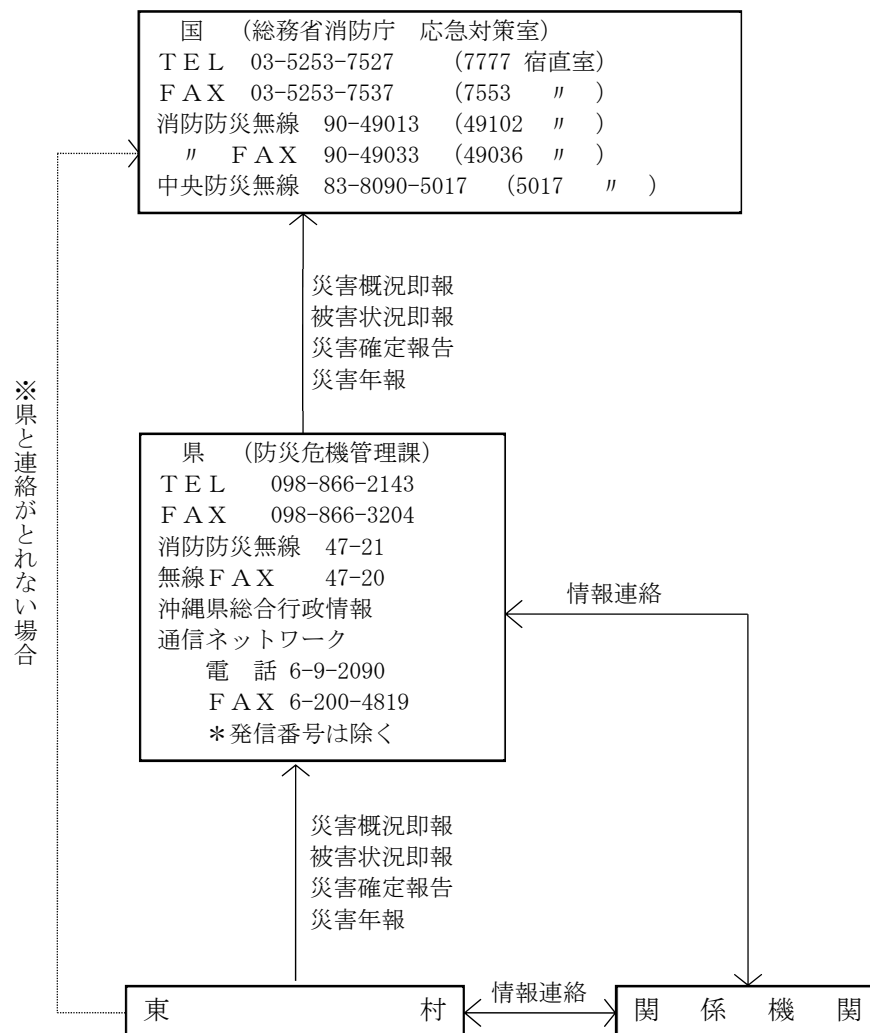 国 （総務省消防庁 応急対策室）
ＴＥＬ 03-5253-7527 （7777 宿直室）
ＦＡＸ 03-5253-7537 （7553 〃 ）
消防防災無線 90-49013 （49102 〃 ）
〃 ＦＡＸ 90-49033 （49036 〃 ）
中央防災無線 83-8090-5017 （5017 〃 ）
災害概況即報
被害状況即報
災害確定報告
災害年報
※県と連絡がとれない場合
県 （防災危機管理課）
ＴＥＬ 098-866-2143
ＦＡＸ 098-866-3204
消防防災無線 47-21
無線ＦＡＸ 47-20
沖縄県総合行政情報
通信ネットワーク
電 話 6-9-2090
ＦＡＸ 6-200-4819
＊発信番号は除く
情報連絡
災害概況即報
被害状況即報
災害確定報告
災害年報
東 村
情報連絡
関 係 機 関